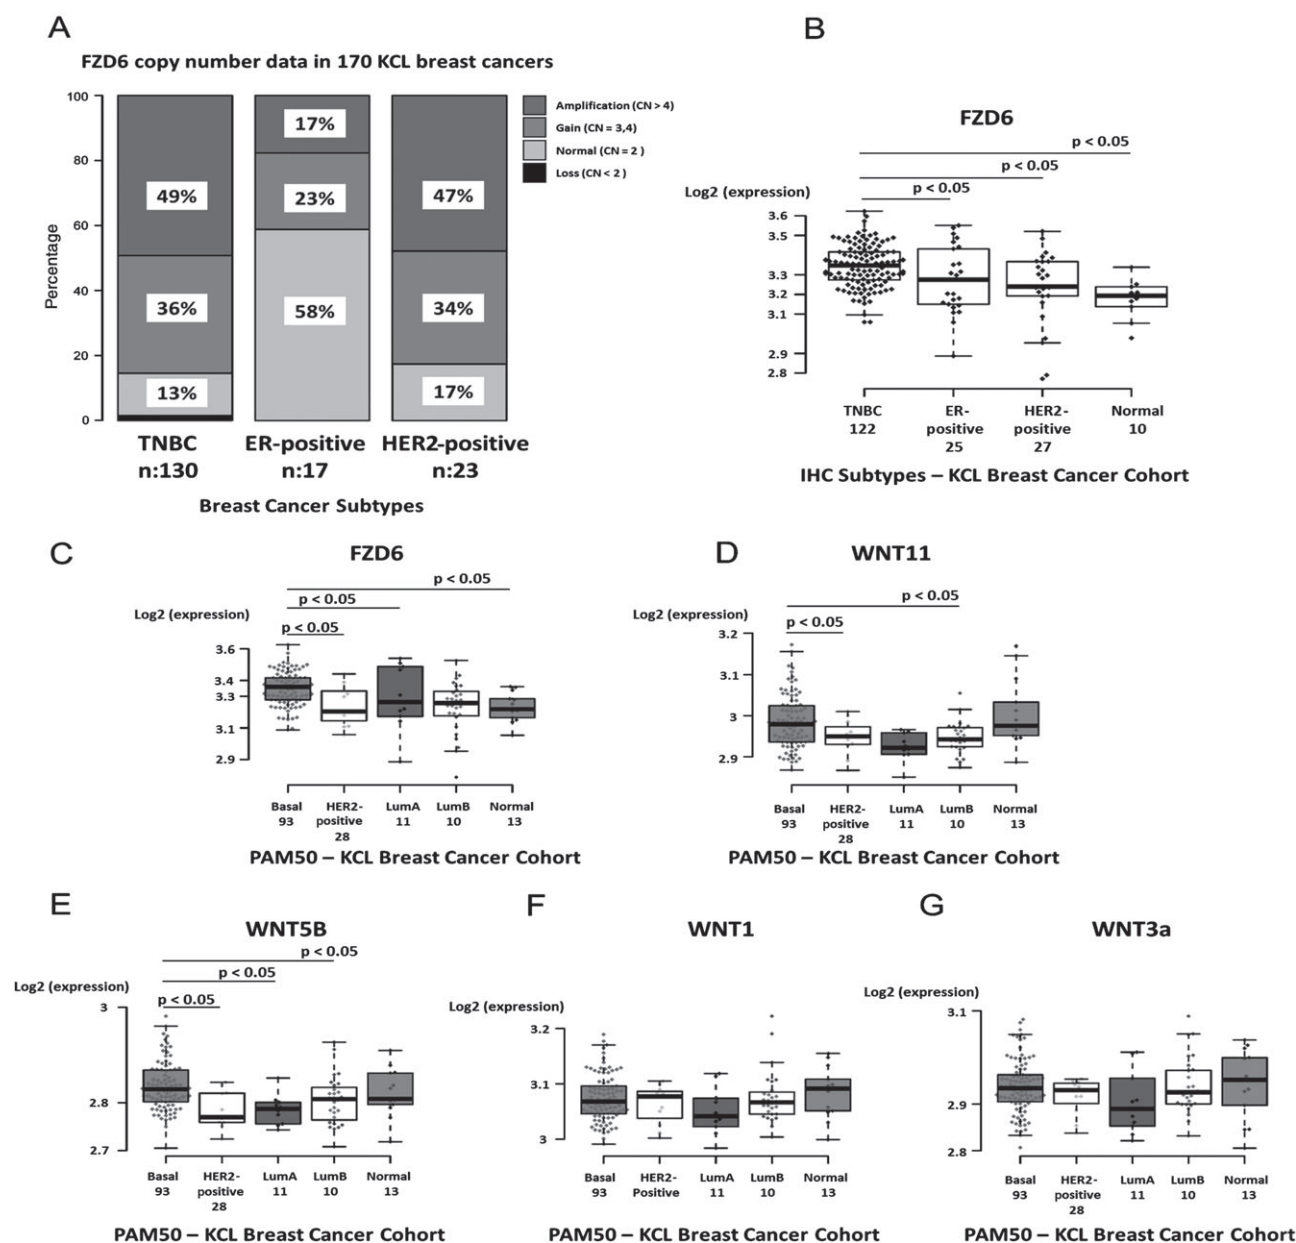 A
FZD6 copy number data in 170 KCL breast cancers
Percentage
100
80
60
40
20
0
49%
36%
13%
17%
23%
58%
47%
34%
17%
Amplification (CN > 4)
Gain (CN = 3,4)
Normal (CN = 2 )
Loss (CN < 2 )
TNBC
n:130
ER-positive
n:17
HER2-positive
n:23
Breast Cancer Subtypes
B
FZD6
Log2 (expression)
p < 0.05
p < 0.05
p < 0.05
3.6
3.5
3.3
3.2
3.1
2.9
2.8
TNBC
122
ER-
positive
25
HER2-
positive
27
Normal
10
IHC Subtypes – KCL Breast Cancer Cohort
C
FZD6
Log2 (expression)
p < 0.05
p < 0.05
p < 0.05
3.6
3.4
3.3
3.1
2.9
Basal
93
HER2-
positive
28
LumA
11
LumB
10
Normal
13
PAM50 – KCL Breast Cancer Cohort
D
WNT11
Log2 (expression)
p < 0.05
p < 0.05
3.2
3.1
3
2.9
Basal
93
HER2-
positive
28
LumA
11
LumB
10
Normal
13
PAM50 – KCL Breast Cancer Cohort
E
WNT5B
Log2 (expression)
p < 0.05
p < 0.05
p < 0.05
3
2.8
2.7
Basal
93
HER2-
positive
28
LumA
11
LumB
10
Normal
13
PAM50 – KCL Breast Cancer Cohort
F
WNT1
Log2 (expression)
3.2
3.1
3
Basal
93
HER2-
Positive
LumA
11
LumB
10
Normal
13
PAM50 – KCL Breast Cancer Cohort
G
WNT3a
Log2 (expression)
3.1
2.9
2.8
Basal
93
HER2-
positive
28
LumA
11
LumB
10
Normal
13
PAM50 – KCL Breast Cancer Cohort